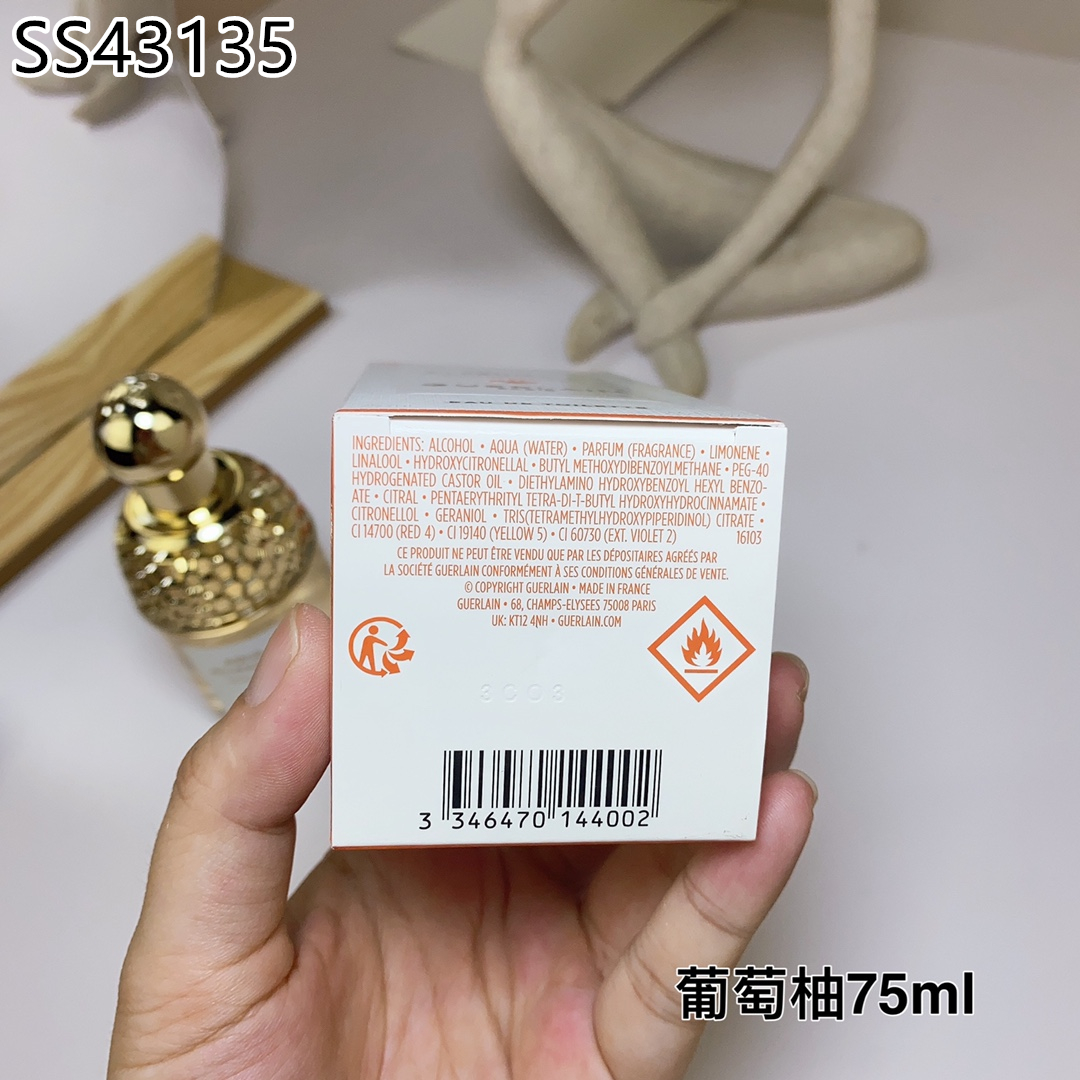 SS43135
EAU DE TOILETTE
INGREDIENTS: ALCOHOL • AQUA (WATER) • PARFUM (FRAGRANCE) • LIMONENE •
LINALOOL • HYDROXYCITRONELLAL • BUTYL METHOXYDIBENZOYLMETHANE • PEG-40
HYDROGENATED CASTOR OIL • DIETHYLAMINO HYDROXYBENZOYL HEXYL BENZO-
ATE • CITRAL • PENTAERYTHRITYL TETRA-DI-T-BUTYL HYDROXYHYDROCINNAMATE •
CITRONELLOL • GERANIOL • TRIS(TETRAMETHYLHYDROXYPIPERIDINOL) CITRATE •
CI 14700 (RED 4) • CI 19140 (YELLOW 5) • CI 60730 (EXT. VIOLET 2) 16103
CE PRODUIT NE PEUT ÊTRE VENDU QUE PAR LES DÉPOSITAIRES AGRÉÉS PAR
LA SOCIÉTÉ GUERLAIN CONFORMÉMENT À SES CONDITIONS GÉNÉRALES DE VENTE.
© COPYRIGHT GUERLAIN • MADE IN FRANCE
GUERLAIN • 68, CHAMPS-ELYSEES 75008 PARIS
UK: KT12 4NH • GUERLAIN.COM
3C03
3 346470 144002
葡萄柚75ml